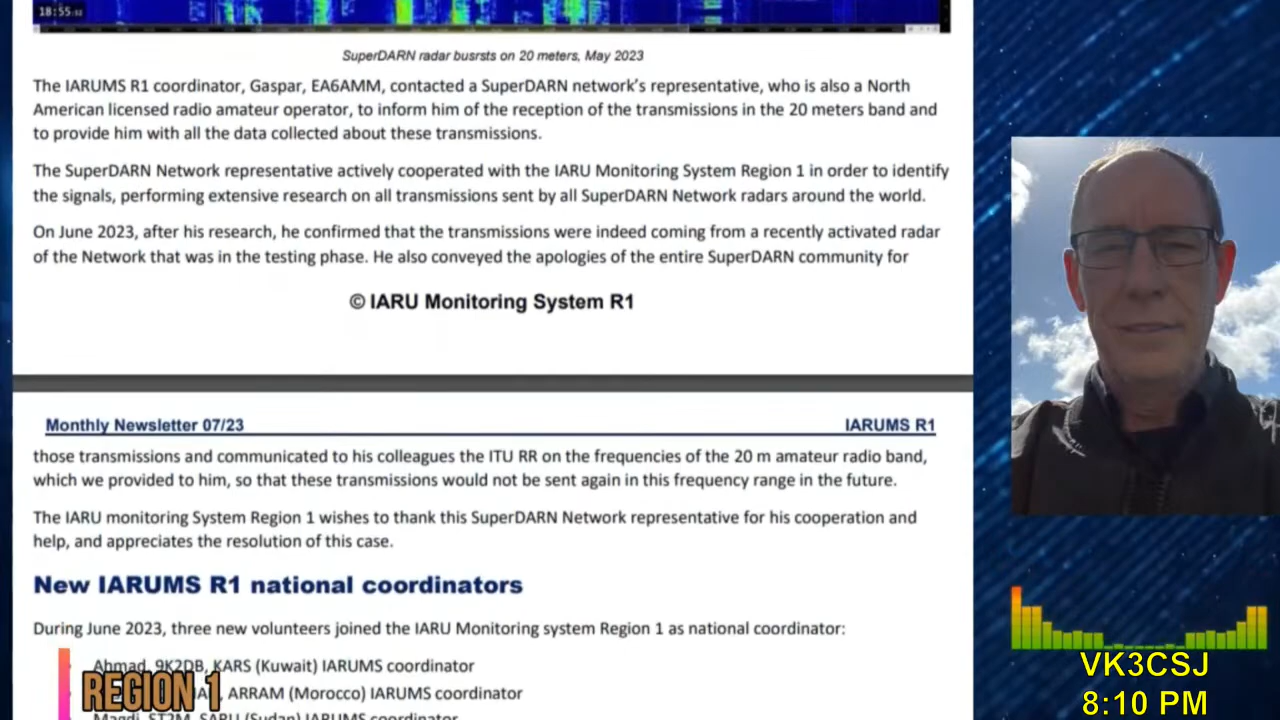 18:55:52
SuperDARN radar busrsts on 20 meters, May 2023
The IARUMS R1 coordinator, Gaspar, EA6AMM, contacted a SuperDARN network's representative, who is also a North
American licensed radio amateur operator, to inform him of the reception of the transmissions in the 20 meters band and
to provide him with all the data collected about these transmissions.
The SuperDARN Network representative actively cooperated with the IARU Monitoring System Region 1 in order to identify
the signals, performing extensive research on all transmissions sent by all SuperDARN Network radars around the world.
On June 2023, after his research, he confirmed that the transmissions were indeed coming from a recently activated radar
of the Network that was in the testing phase. He also conveyed the apologies of the entire SuperDARN community for
© IARU Monitoring System R1
Monthly Newsletter 07/23 IARUMS R1
those transmissions and communicated to his colleagues the ITU RR on the frequencies of the 20 m amateur radio band,
which we provided to him, so that these transmissions would not be sent again in this frequency range in the future.
The IARU monitoring System Region 1 wishes to thank this SuperDARN Network representative for his cooperation and
help, and appreciates the resolution of this case.
New IARUMS R1 national coordinators
During June 2023, three new volunteers joined the IARU Monitoring system Region 1 as national coordinator:
Ahmad, 9K2DB, KARS (Kuwait) IARUMS coordinator
ARRAM (Morocco) IARUMS coordinator
Magdi, ST2M, SARU (Sudan) IARUMS coordinator
REGION 1
VK3CSJ
8:10 PM